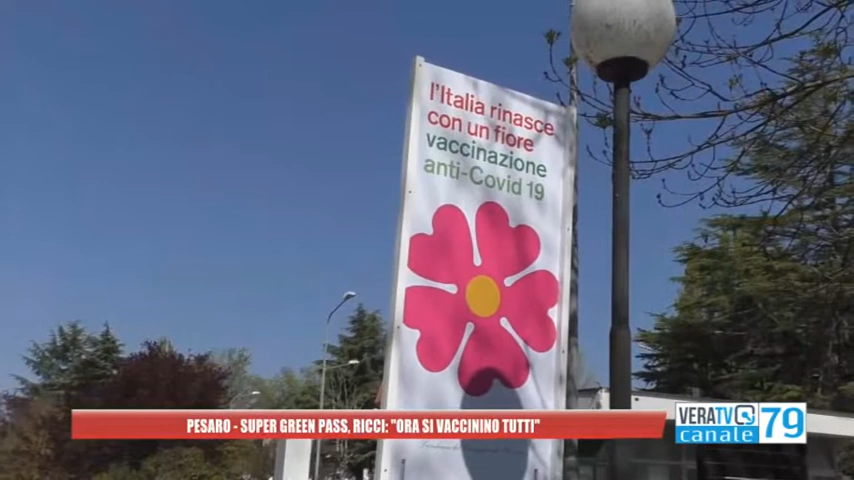 l'Italia rinasce
con un fiore
vaccinazione
anti-Covid 19
PESARO - SUPER GREEN PASS, RICCI: "ORA SI VACCININO TUTTI"
VERATV 79
canale